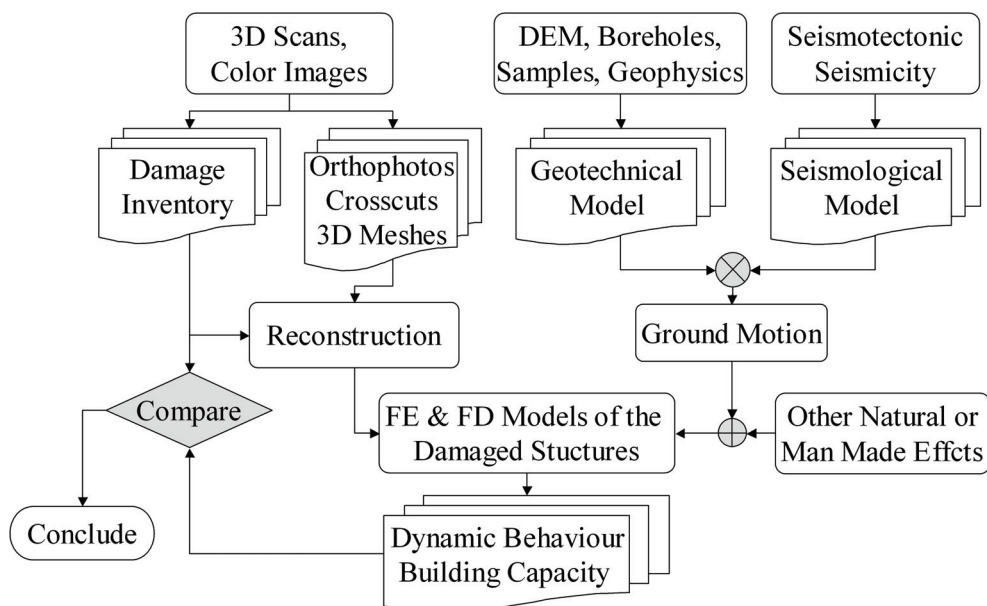 3D Scans,
Color Images
DEM, Boreholes,
Samples, Geophysics
Seismotectonic
Seismicity
Damage
Inventory
Orthophotos
Crosscuts
3D Meshes
Geotechnical
Model
Seismological
Model
Reconstruction
Ground Motion
Compare
FE & FD Models of the
Damaged Stuctures
Other Natural or
Man Made Effcts
Conclude
Dynamic Behaviour
Building Capacity